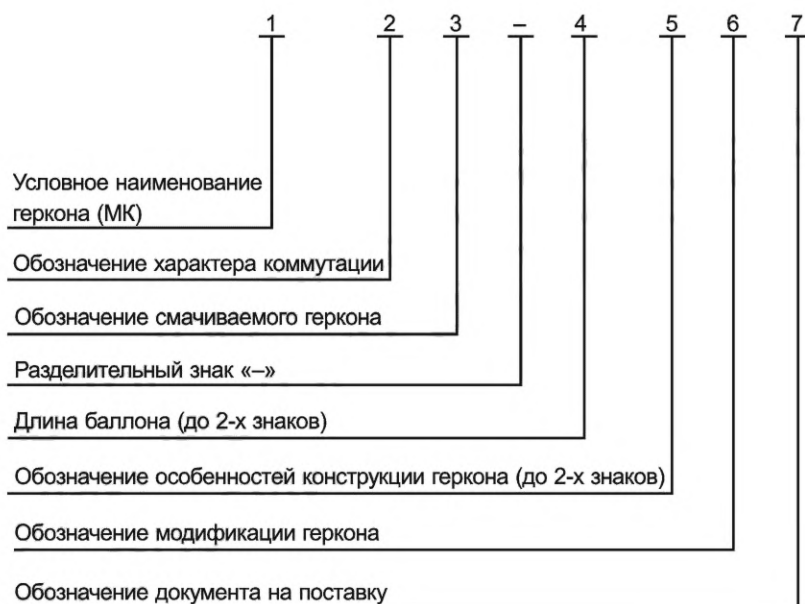 1 2 3 – 4 5 6 7
Условное наименование
геркона (МК)
Обозначение характера коммутации
Обозначение смачиваемого геркона
Разделительный знак «–»
Длина баллона (до 2-х знаков)
Обозначение особенностей конструкции геркона (до 2-х знаков)
Обозначение модификации геркона
Обозначение документа на поставку